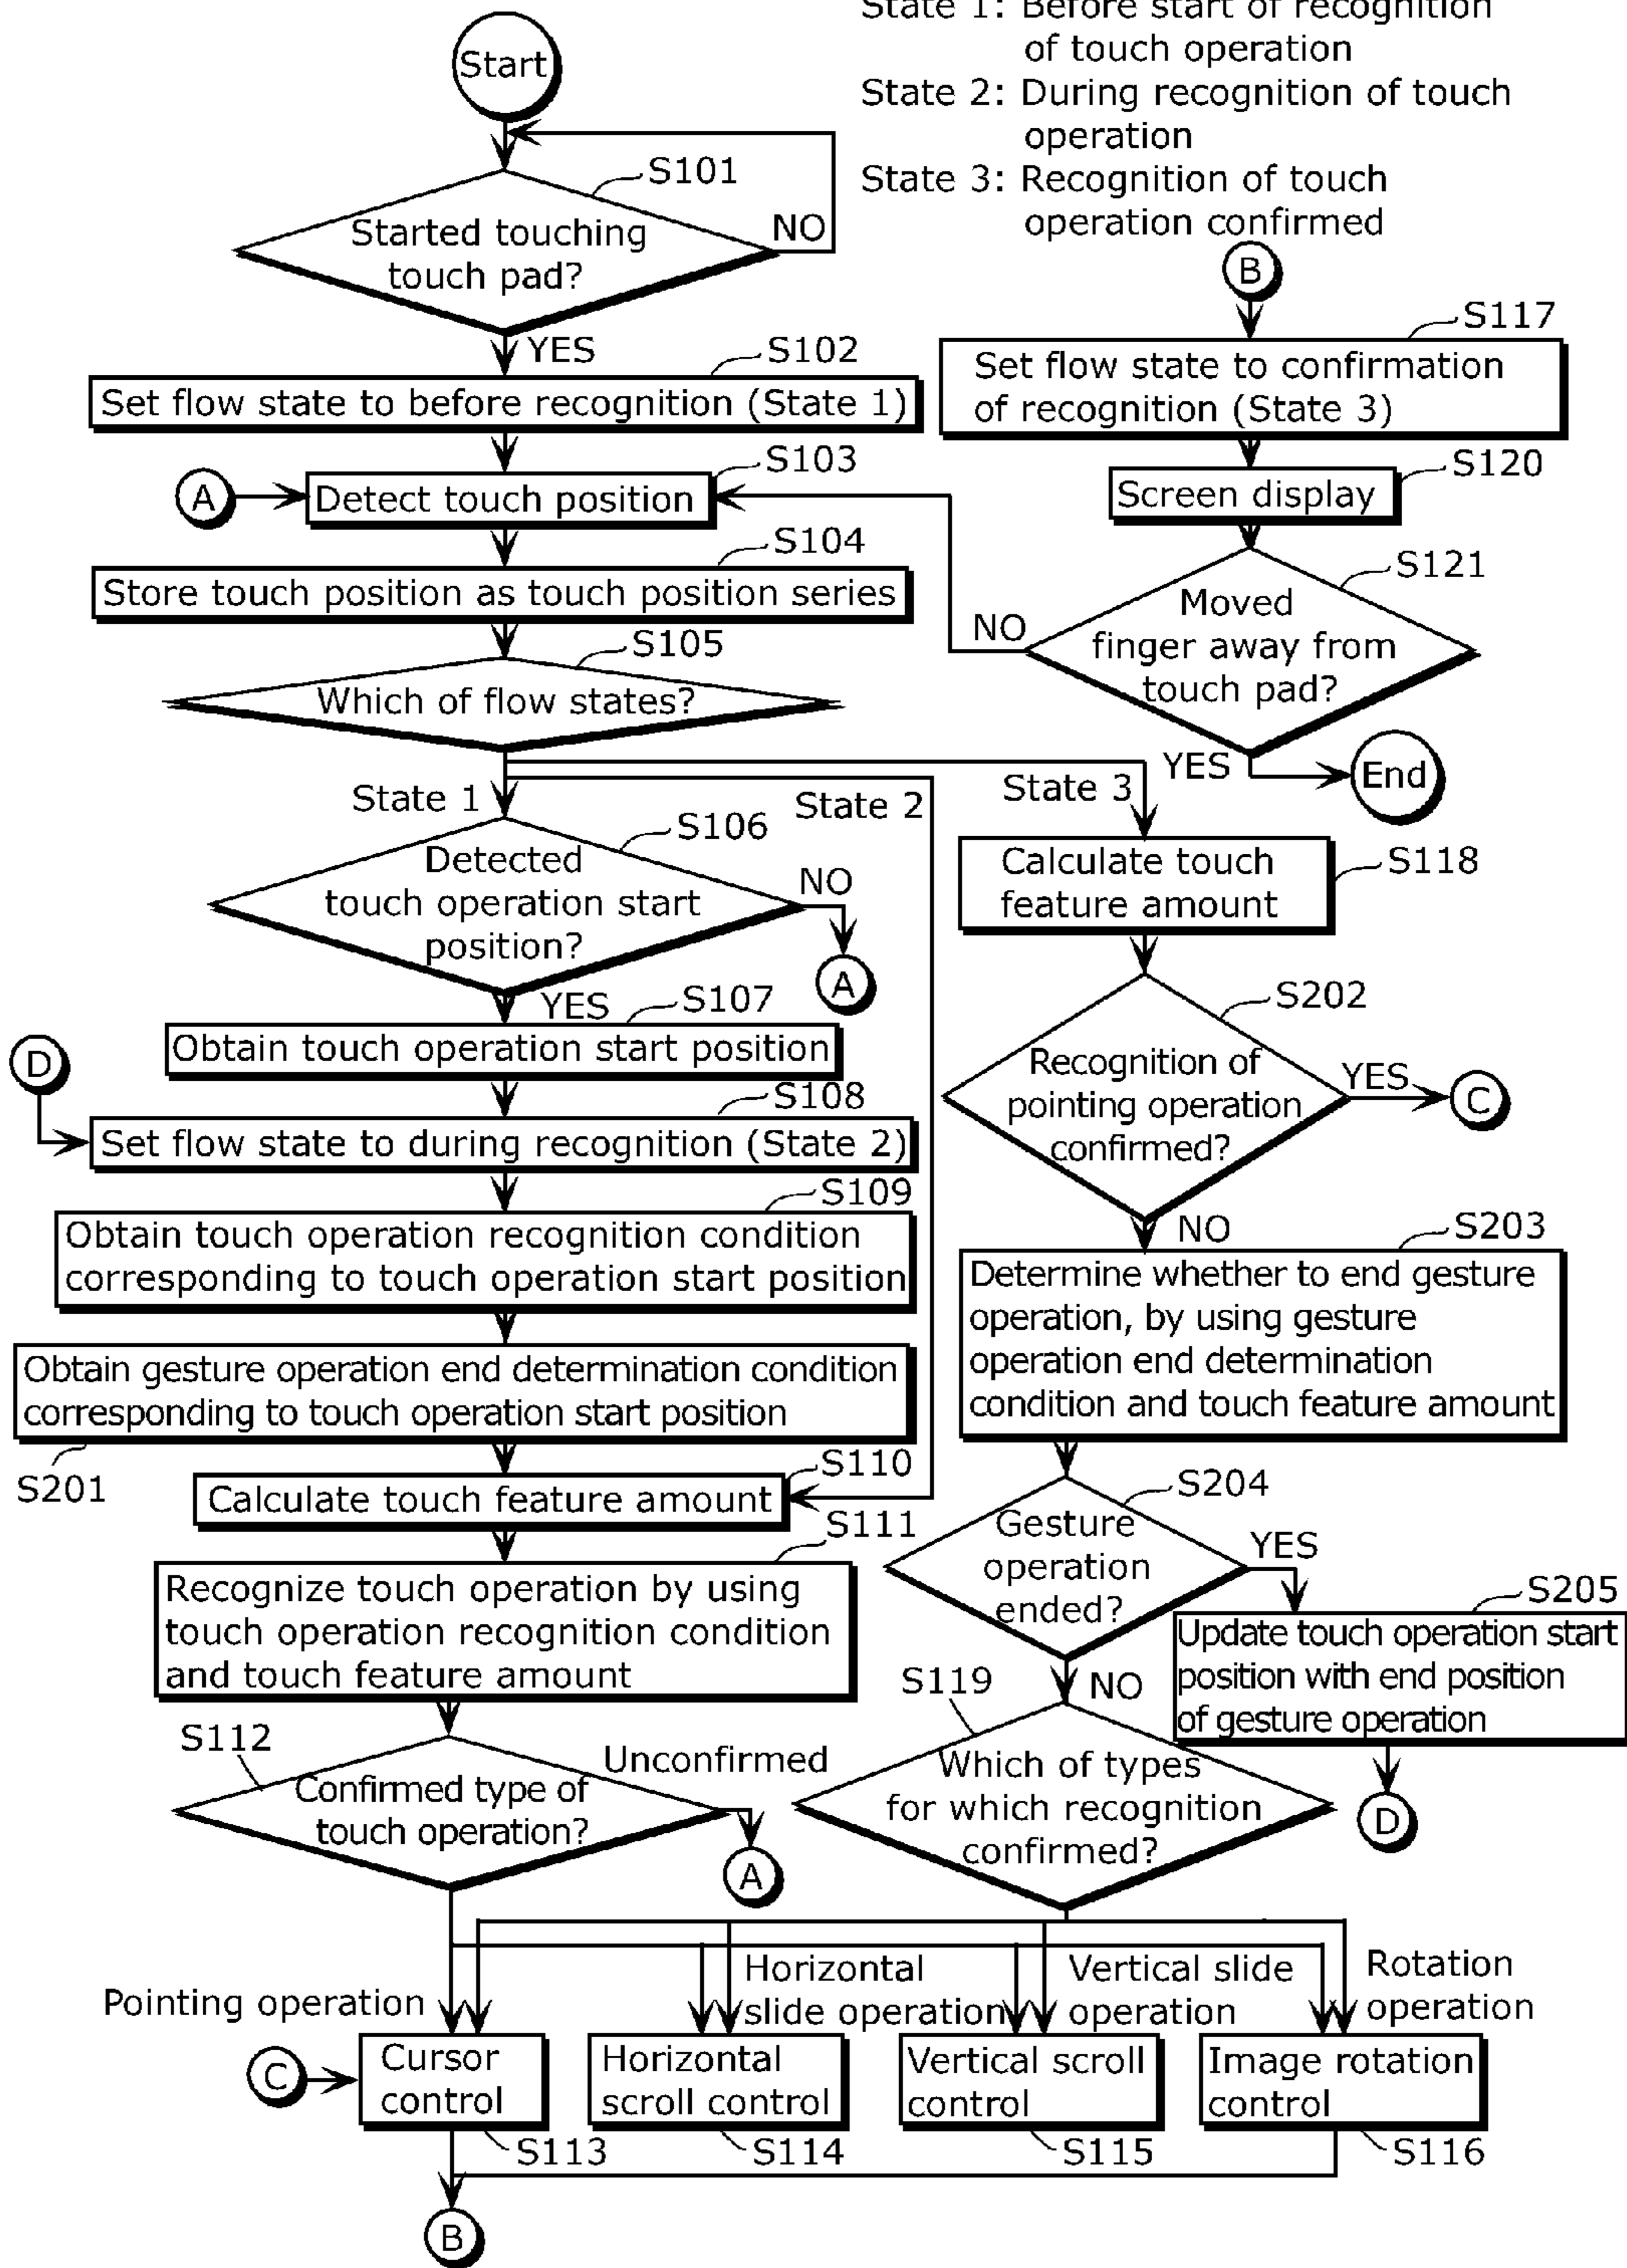 State 1: Before start of recognition
of touch operation
State 2: During recognition of touch
operation
State 3: Recognition of touch
operation confirmed
Start
S101
Started touching
touch pad?
NO
YES
S102
Set flow state to before recognition (State 1)
S103
A
Detect touch position
S104
Store touch position as touch position series
S105
Which of flow states?
State 1
State 2
State 3
S106
Detected
touch operation start
position?
NO
A
YES
S107
Obtain touch operation start position
D
S108
Set flow state to during recognition (State 2)
S109
Obtain touch operation recognition condition
corresponding to touch operation start position
Obtain gesture operation end determination condition
corresponding to touch operation start position
S201
S110
Calculate touch feature amount
S111
Recognize touch operation by using
touch operation recognition condition
and touch feature amount
S112
Confirmed type of
touch operation?
Unconfirmed
A
B
S117
Set flow state to confirmation
of recognition (State 3)
S120
Screen display
S121
Moved
finger away from
touch pad?
NO
YES
End
Calculate touch
feature amount
S118
S202
Recognition of
pointing operation
confirmed?
YES
C
NO
S203
Determine whether to end gesture
operation, by using gesture
operation end determination
condition and touch feature amount
S204
Gesture
operation
ended?
YES
S205
Update touch operation start
position with end position
of gesture operation
D
NO
S119
Which of types
for which recognition
confirmed?
Pointing operation
Horizontal
slide operation
Vertical slide
operation
Rotation
operation
C
Cursor
control
S113
Horizontal
scroll control
S114
Vertical scroll
control
S115
Image rotation
control
S116
B